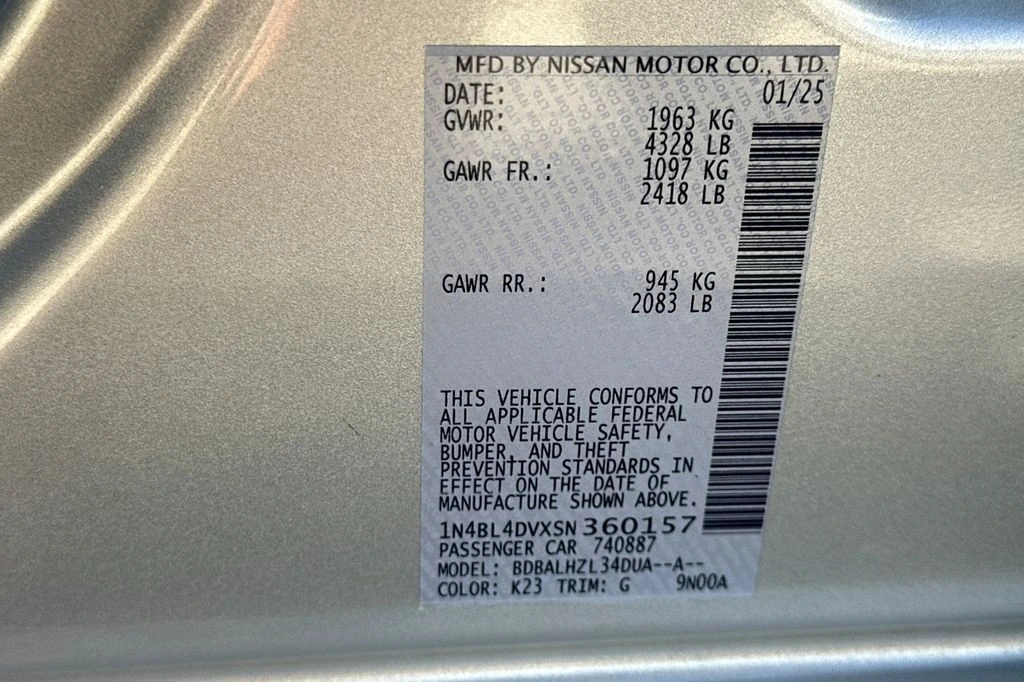 MFD BY NISSAN MOTOR CO., LTD.
DATE: 01/25
GVWR: 1963 KG
4328 LB
GAWR FR.: 1097 KG
2418 LB
GAWR RR.: 945 KG
2083 LB
THIS VEHICLE CONFORMS TO
ALL APPLICABLE FEDERAL
MOTOR VEHICLE SAFETY,
BUMPER, AND THEFT
PREVENTION STANDARDS IN
EFFECT ON THE DATE OF
MANUFACTURE SHOWN ABOVE.
1N4BL4DVXSN360157
PASSENGER CAR 740887
MODEL: BDBALHZL34DUA--A--
COLOR: K23 TRIM: G 9N00A